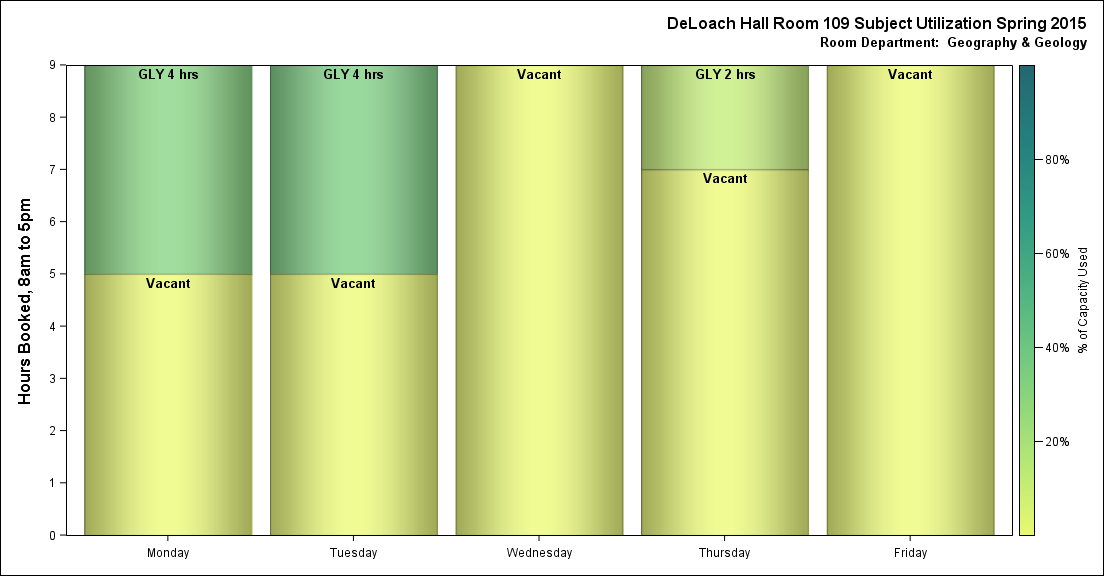 DeLoach Hall Room 109 Subject Utilization Spring 2015
Room Department: Geography & Geology
Hours Booked, 8am to 5pm
9
8
7
6
5
4
3
2
1
0
GLY 4 hrs
Vacant
GLY 4 hrs
Vacant
Vacant
GLY 2 hrs
Vacant
Vacant
Monday
Tuesday
Wednesday
Thursday
Friday
80%
60%
40%
20%
% of Capacity Used